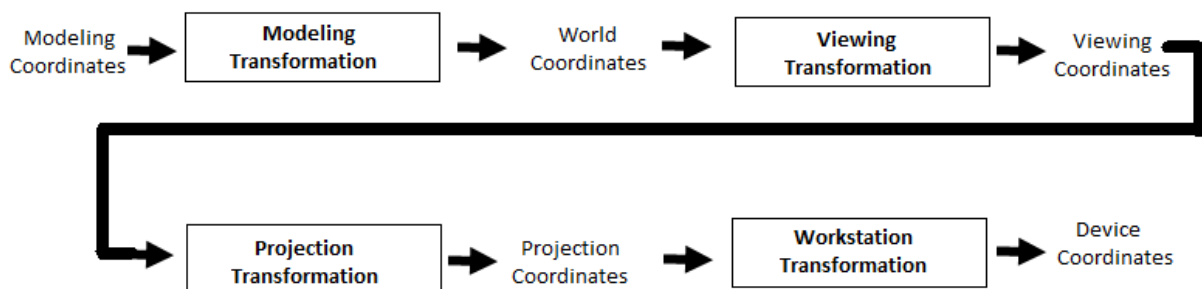 Modeling
Coordinates
Modeling
Transformation
World
Coordinates
Viewing
Transformation
Viewing
Coordinates
Projection
Transformation
Projection
Coordinates
Workstation
Transformation
Device
Coordinates